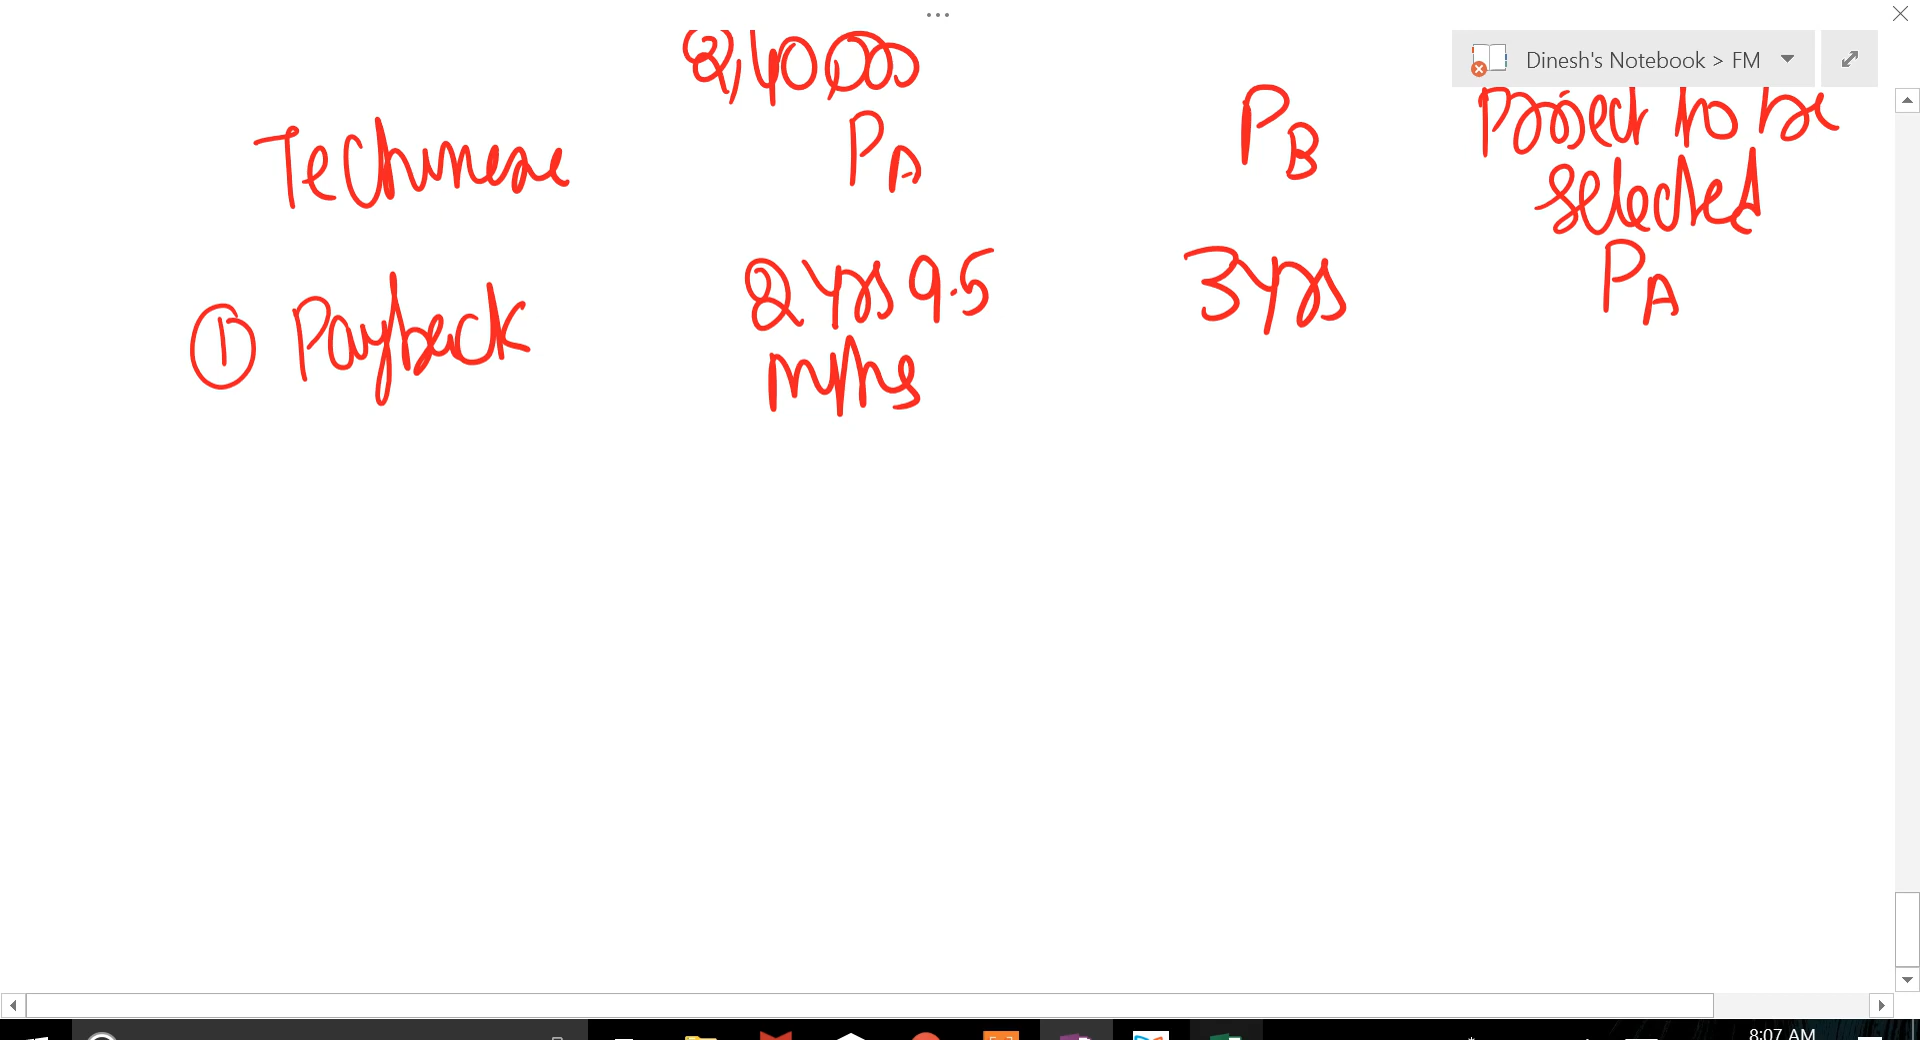 2,40,000
Dinesh's Notebook > FM
Technique PA PB Project to be
selected
① Payback 2 yrs 9.5 3 yrs PA
mths
8:07 AM